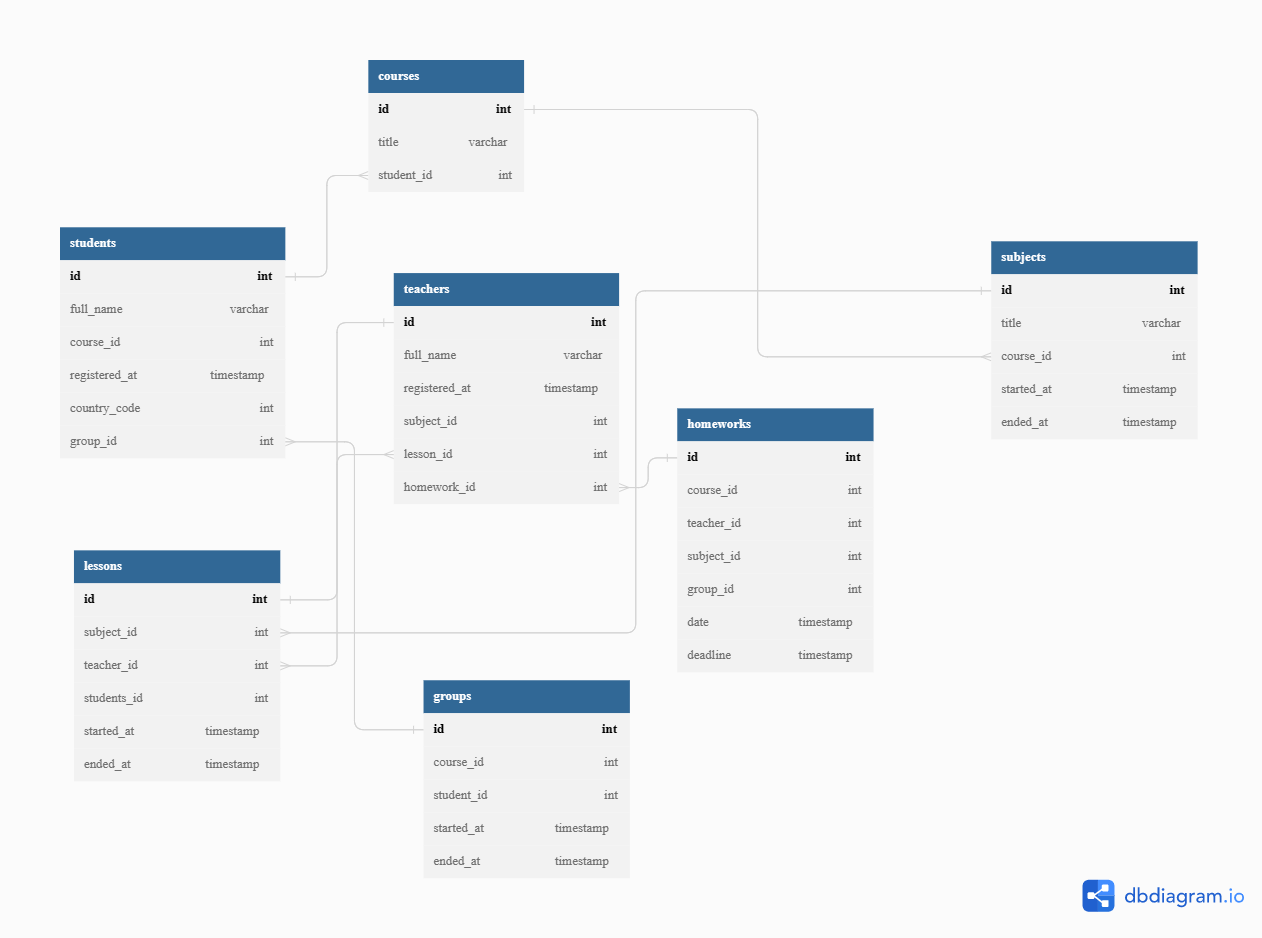 courses
id int
title varchar
student_id int
students
id int
full_name varchar
course_id int
registered_at timestamp
country_code int
group_id int
teachers
id int
full_name varchar
registered_at timestamp
subject_id int
lesson_id int
homework_id int
subjects
id int
title varchar
course_id int
started_at timestamp
ended_at timestamp
homeworks
id int
course_id int
teacher_id int
subject_id int
group_id int
date timestamp
deadline timestamp
lessons
id int
subject_id int
teacher_id int
students_id int
started_at timestamp
ended_at timestamp
groups
id int
course_id int
student_id int
started_at timestamp
ended_at timestamp
dbdiagram.io